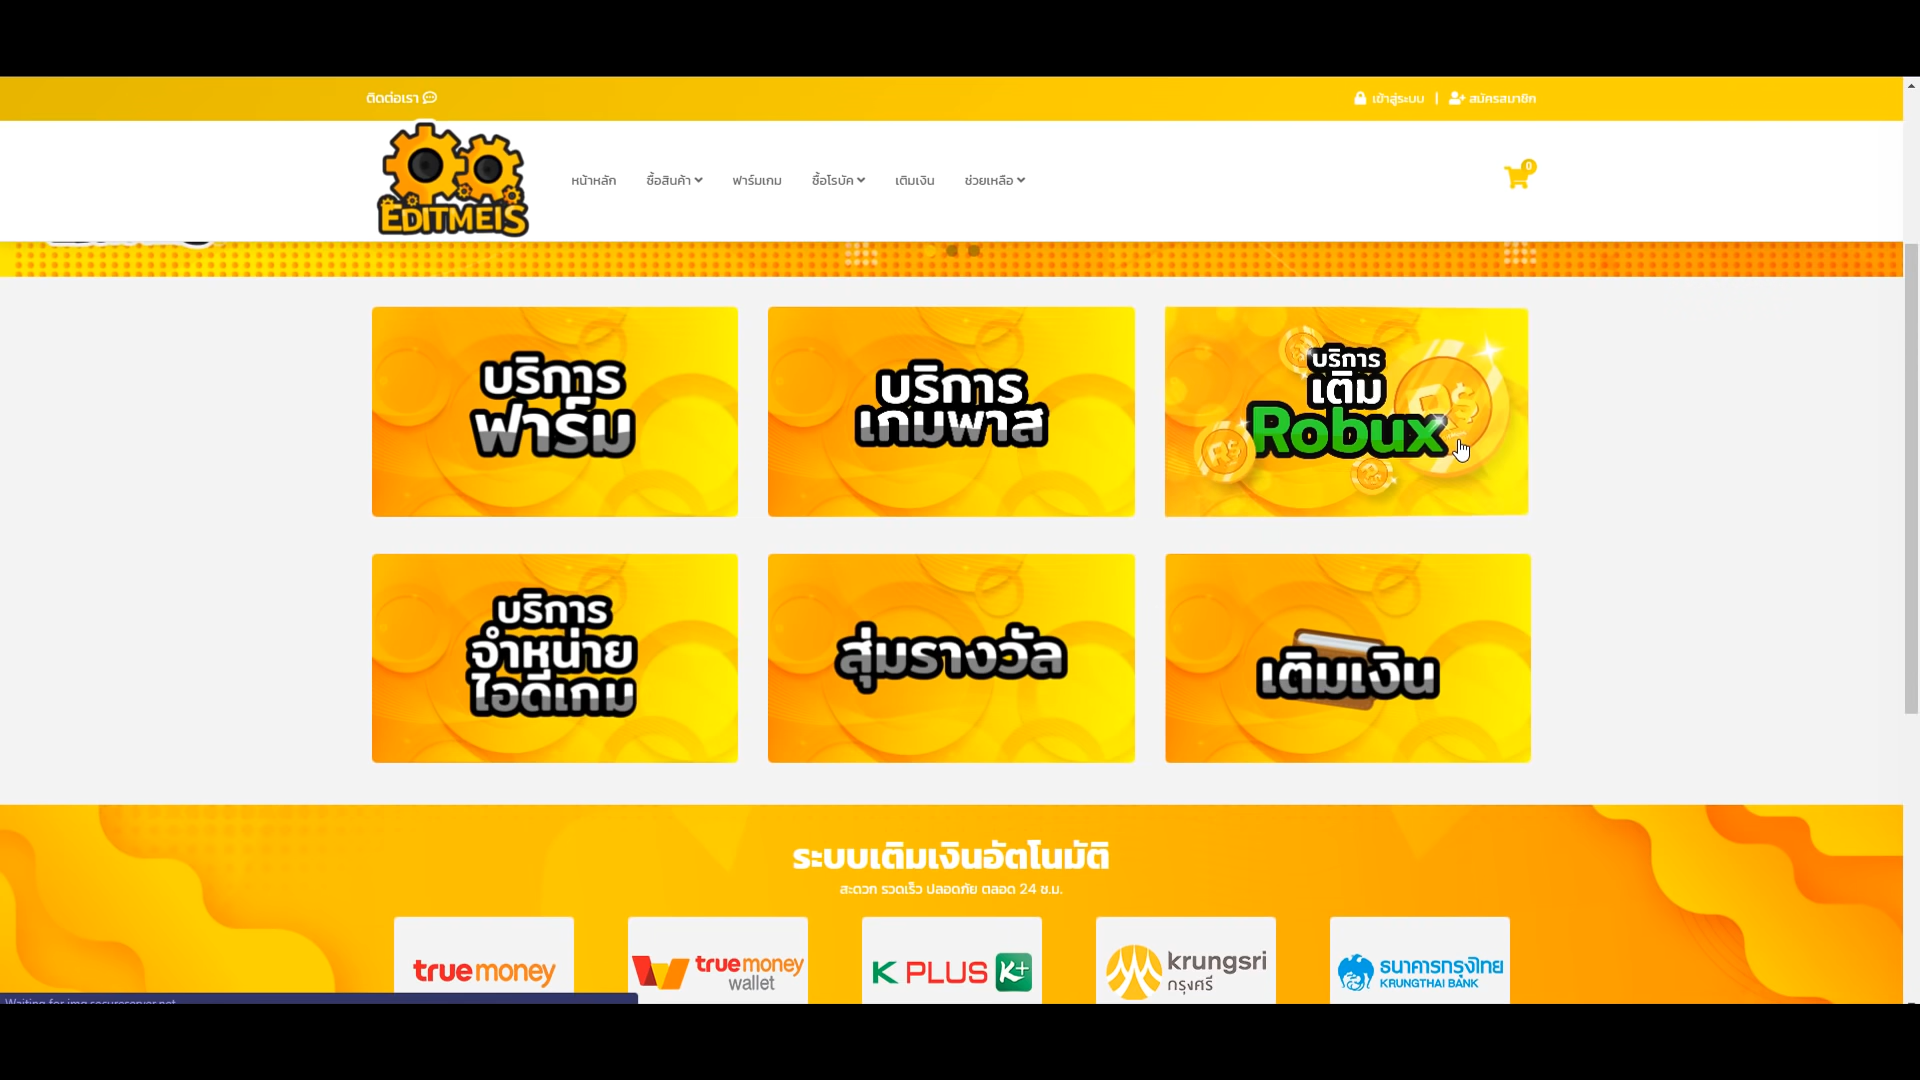 ติดต่อเรา
เข้าสู่ระบบ | สมัครสมาชิก
EDITMEIS
หน้าหลัก ซื้อสินค้า ฟาร์มเกม ซื้อโรบัค เติมเงิน ช่วยเหลือ
0
บริการ
ฟาร์ม
บริการ
เกมพาส
บริการ
เติม
Robux
บริการ
จำหน่าย
ไอดีเกม
สุ่มรางวัล
เติมเงิน
ระบบเติมเงินอัตโนมัติ
สะดวก รวดเร็ว ปลอดภัย ตลอด 24 ช.ม.
truemoney
truemoney
wallet
K PLUS K+
krungsri
กรุงศรี
ธนาคารกรุงไทย
KRUNGTHAI BANK
Waiting for img.secureserver.net